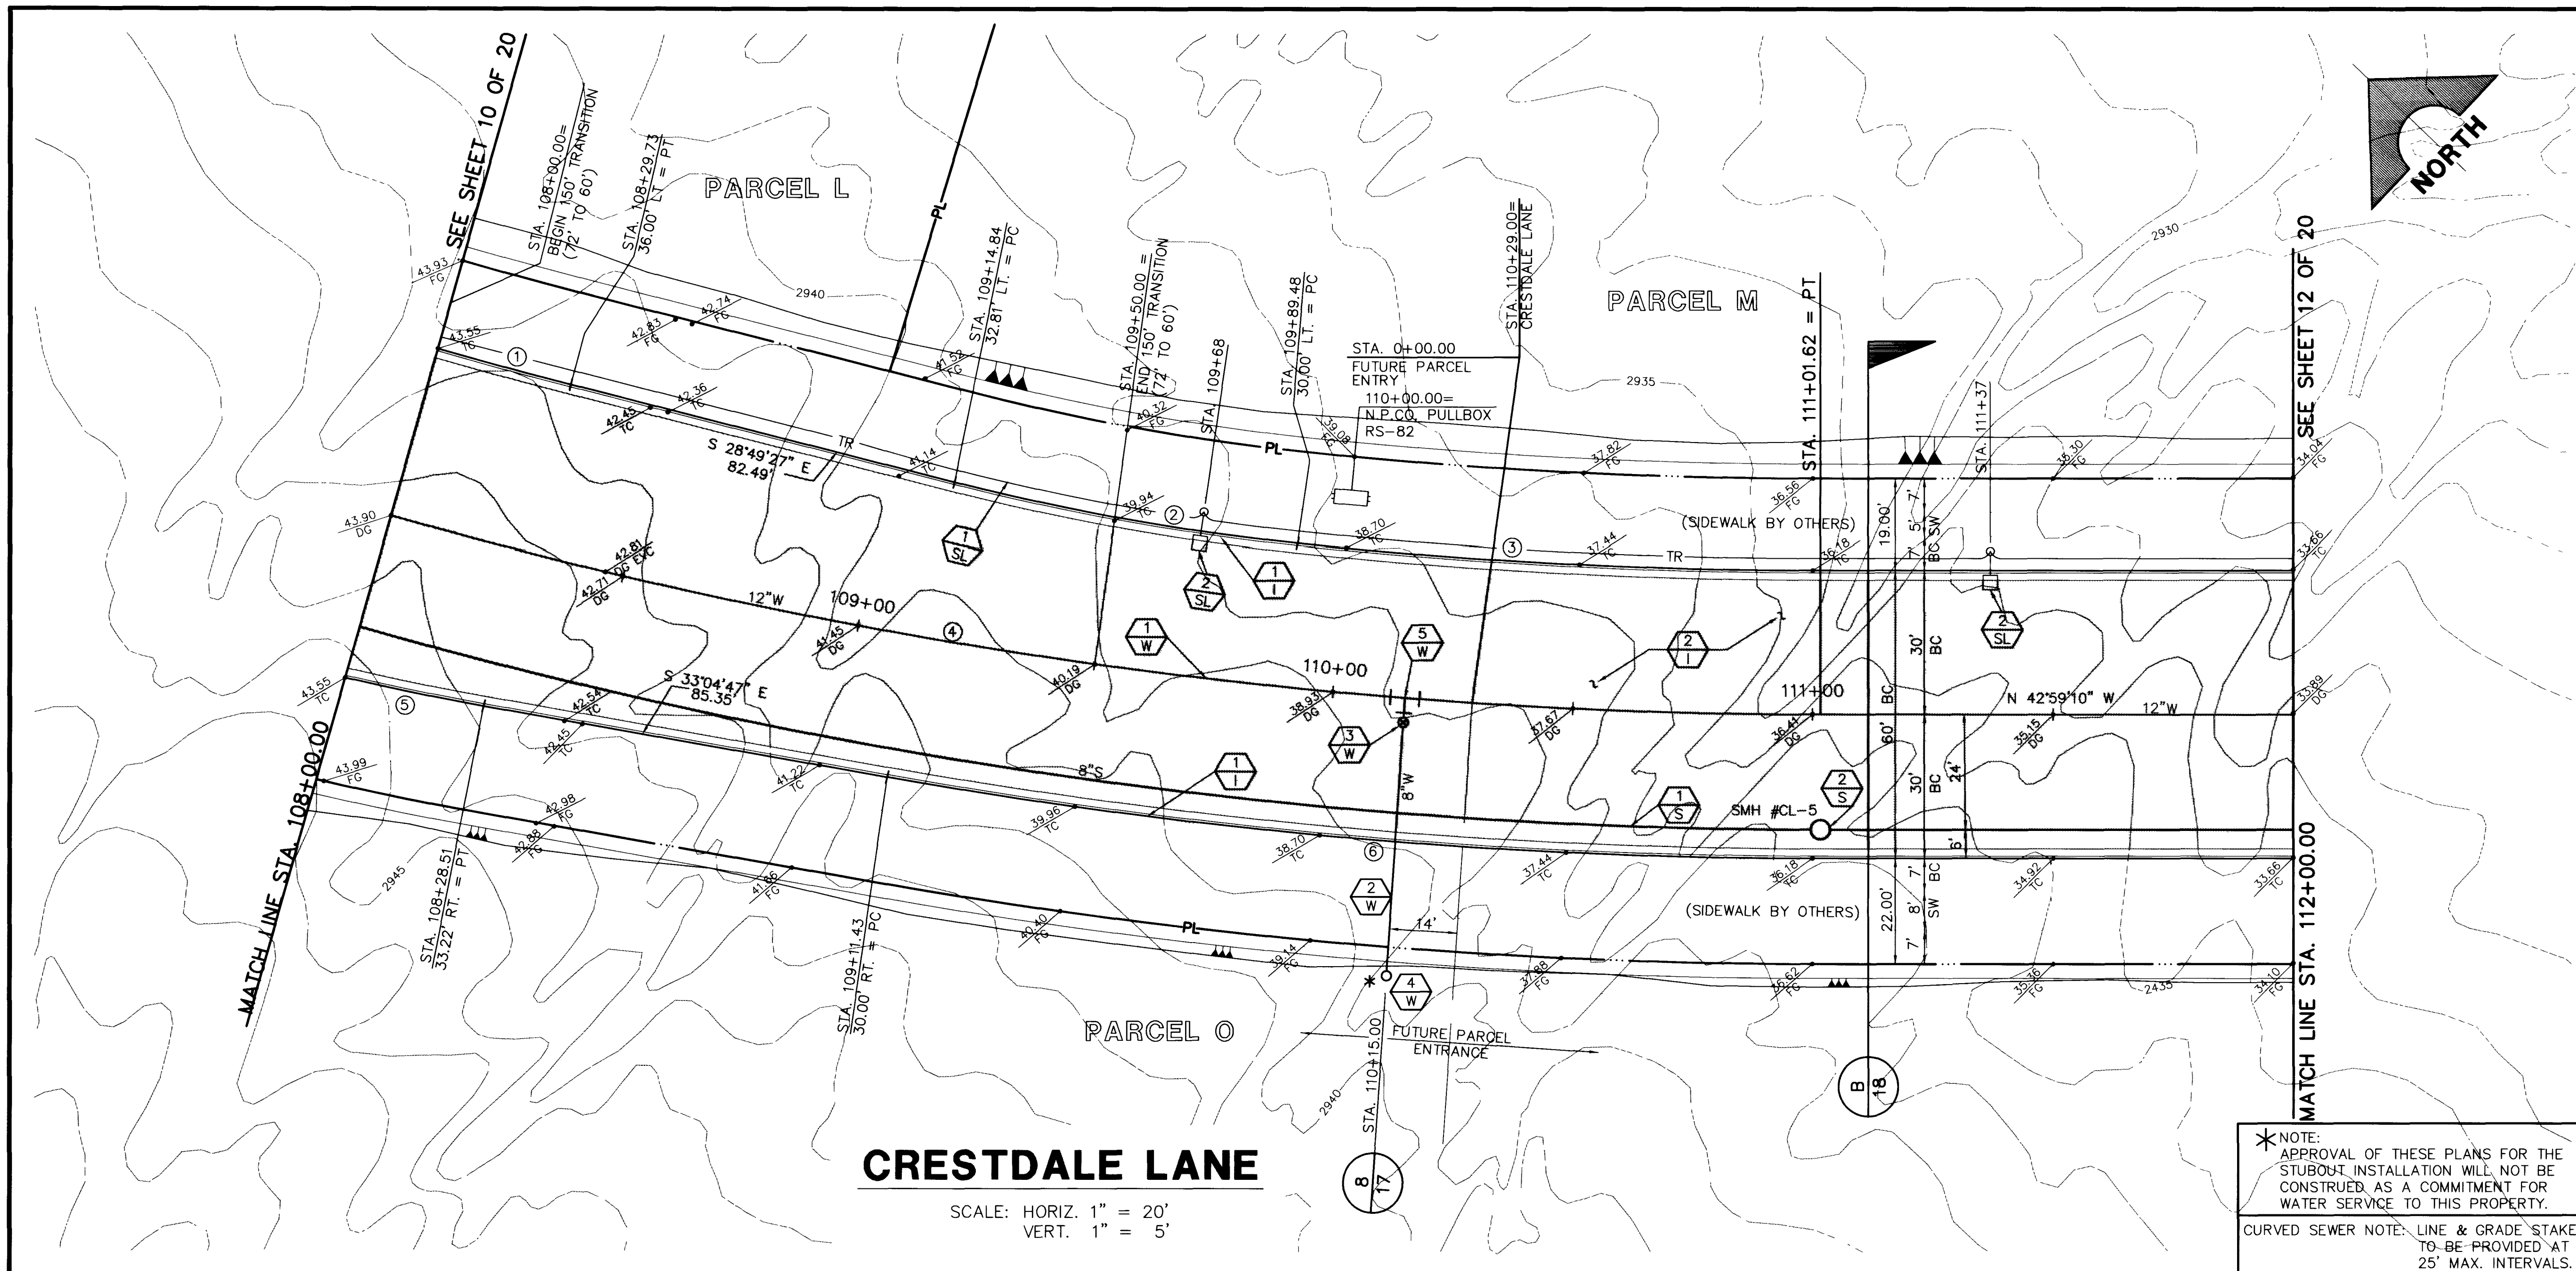 SEE SHEET 10 OF 20
STA. 108+00.00=
BEGIN 150' TRANSITION
(72' TO 60')
STA. 108+29.73
36.00' LT = PT
PARCEL L
PL
NORTH
2930
SEE SHEET 12 OF 20
43.93
FG
42.83
FG
42.74
FG
2940
STA. 109+14.84
32.81' LT. = PC
STA. 109+50.00 =
END 150' TRANSITION
(72' TO 60')
STA. 109+68
STA. 109+89.48
30.00' LT. = PC
STA. 110+29.00=
CRESTDALE LANE
STA. 0+00.00
FUTURE PARCEL
ENTRY
110+00.00=
N.P.CO. PULLBOX
RS-82
PARCEL M
2935
STA. 111+01.62 = PT
STA. 111+37
43.55
TC
1
42.45
TC
42.36
TC
41.52
FG
40.32
FG
39.08
FG
PL
37.82
FG
36.56
FG
35.30
FG
34.04
FG
S 28°49'27" E
82.49'
TR
41.14
TC
39.94
TC
2
38.70
TC
3
37.44
TC
TR
36.18
TC
33.66
TC
(SIDEWALK BY OTHERS)
19.00'
7'
5'
SW
7'
BC
43.90
DG
42.81
DG EVC
42.71
DG
12"W
109+00
41.45
DG
4
1
SL
2
SL
1
I
1
W
5
W
2
I
2
SL
40.19
DG
110+00
38.93
DG
37.67
DG
111+00
36.41
DG
30'
BC
60'
BC
N 42°59'10" W
12"W
35.15
DG
33.89
DG
43.55
TC
5
42.54
TC
42.45
TC
S 33°04'47" E
85.35'
41.22
TC
8"S
1
I
3
W
8"W
1
S
SMH #CL-5
2
S
30'
BC
24'
6'
39.96
TC
38.70
TC
6
37.44
TC
36.18
TC
34.92
TC
33.66
TC
43.99
FG
42.98
FG
42.88
FG
2945
STA. 108+28.51
33.22' RT. = PT
STA. 109+11.43
30.00' RT. = PC
40.40
FG
PL
39.14
FG
2
W
14'
4
W
(SIDEWALK BY OTHERS)
22.00'
7'
BC
8'
SW
7'
37.88
FG
36.62
FG
35.36
FG
2435
34.10
FG
MATCH LINE STA. 108+00.00
MATCH LINE STA. 112+00.00
PARCEL O
FUTURE PARCEL
ENTRANCE
STA. 110+15.00
2940
8
17
B
18
CRESTDALE LANE
SCALE: HORIZ. 1" = 20'
VERT. 1" = 5'
NOTE:
APPROVAL OF THESE PLANS FOR THE
STUBOUT INSTALLATION WILL NOT BE
CONSTRUED AS A COMMITMENT FOR
WATER SERVICE TO THIS PROPERTY.
CURVED SEWER NOTE: LINE & GRADE STAKE
TO BE PROVIDED AT
25' MAX. INTERVALS.